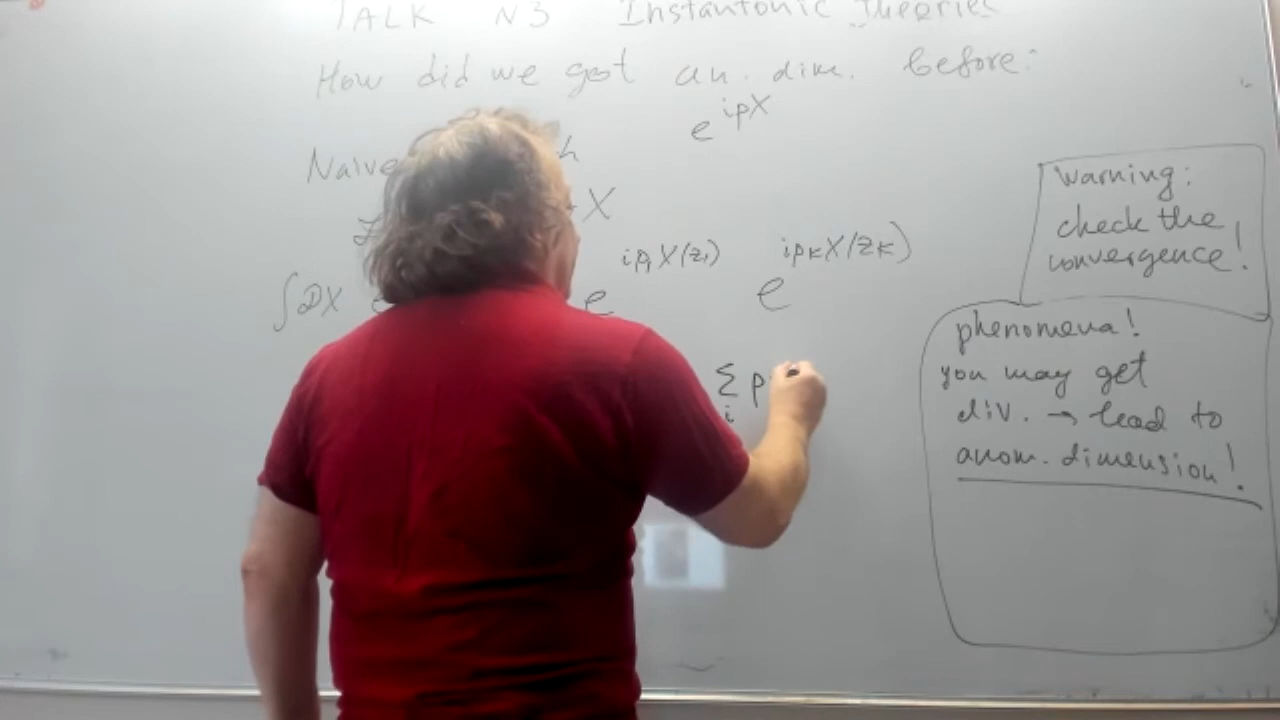 TALK N3 Instantonic Theories
How did we get an. dim. before:
e^{ipX}
Naive
X
∫DX e e^{ip_1X(z_1)} e^{ip_KX(z_K)}
Σ_i p
Warning:
check the
convergence!
phenomena!
you may get
div. → lead to
anom. dimension!